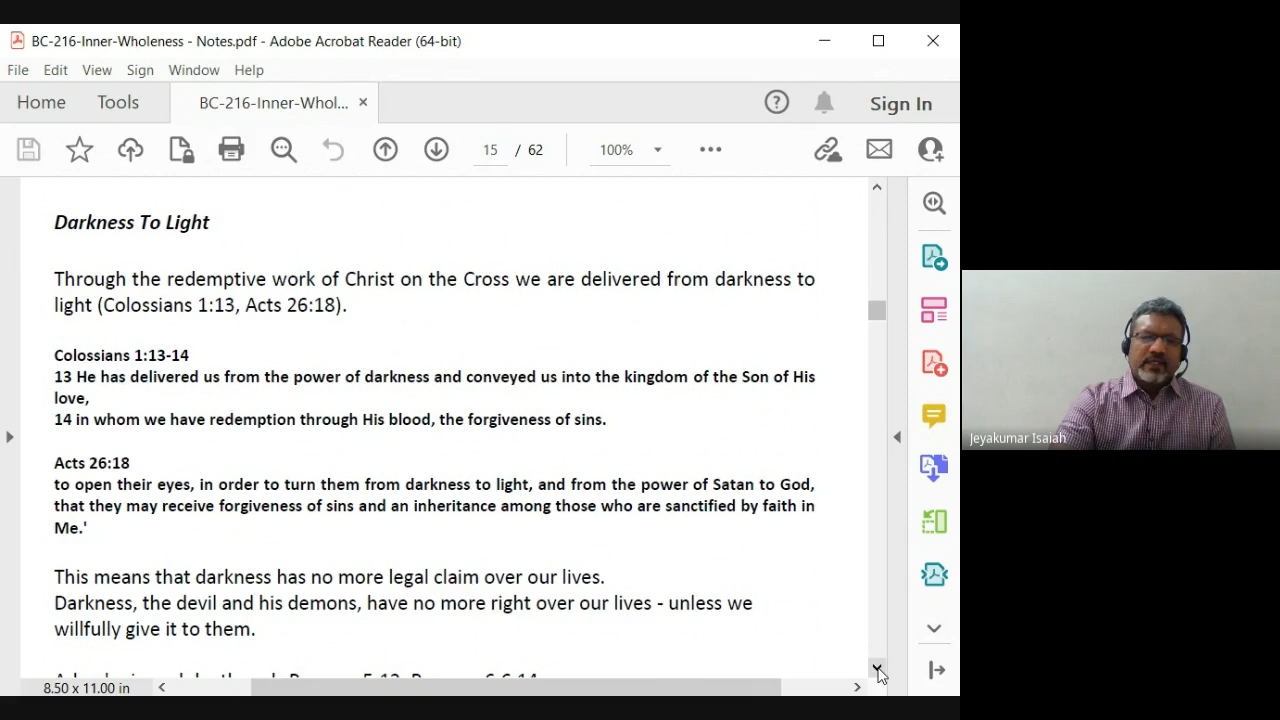 BC-216-Inner-Wholeness - Notes.pdf - Adobe Acrobat Reader (64-bit)
File Edit View Sign Window Help
Home Tools BC-216-Inner-Whol... Sign In
15 / 62 100%
Darkness To Light
Through the redemptive work of Christ on the Cross we are delivered from darkness to
light (Colossians 1:13, Acts 26:18).
Colossians 1:13-14
13 He has delivered us from the power of darkness and conveyed us into the kingdom of the Son of His
love,
14 in whom we have redemption through His blood, the forgiveness of sins.
Acts 26:18
to open their eyes, in order to turn them from darkness to light, and from the power of Satan to God,
that they may receive forgiveness of sins and an inheritance among those who are sanctified by faith in
Me.'
This means that darkness has no more legal claim over our lives.
Darkness, the devil and his demons, have no more right over our lives - unless we
willfully give it to them.
8.50 x 11.00 in
Jeyakumar Isaiah